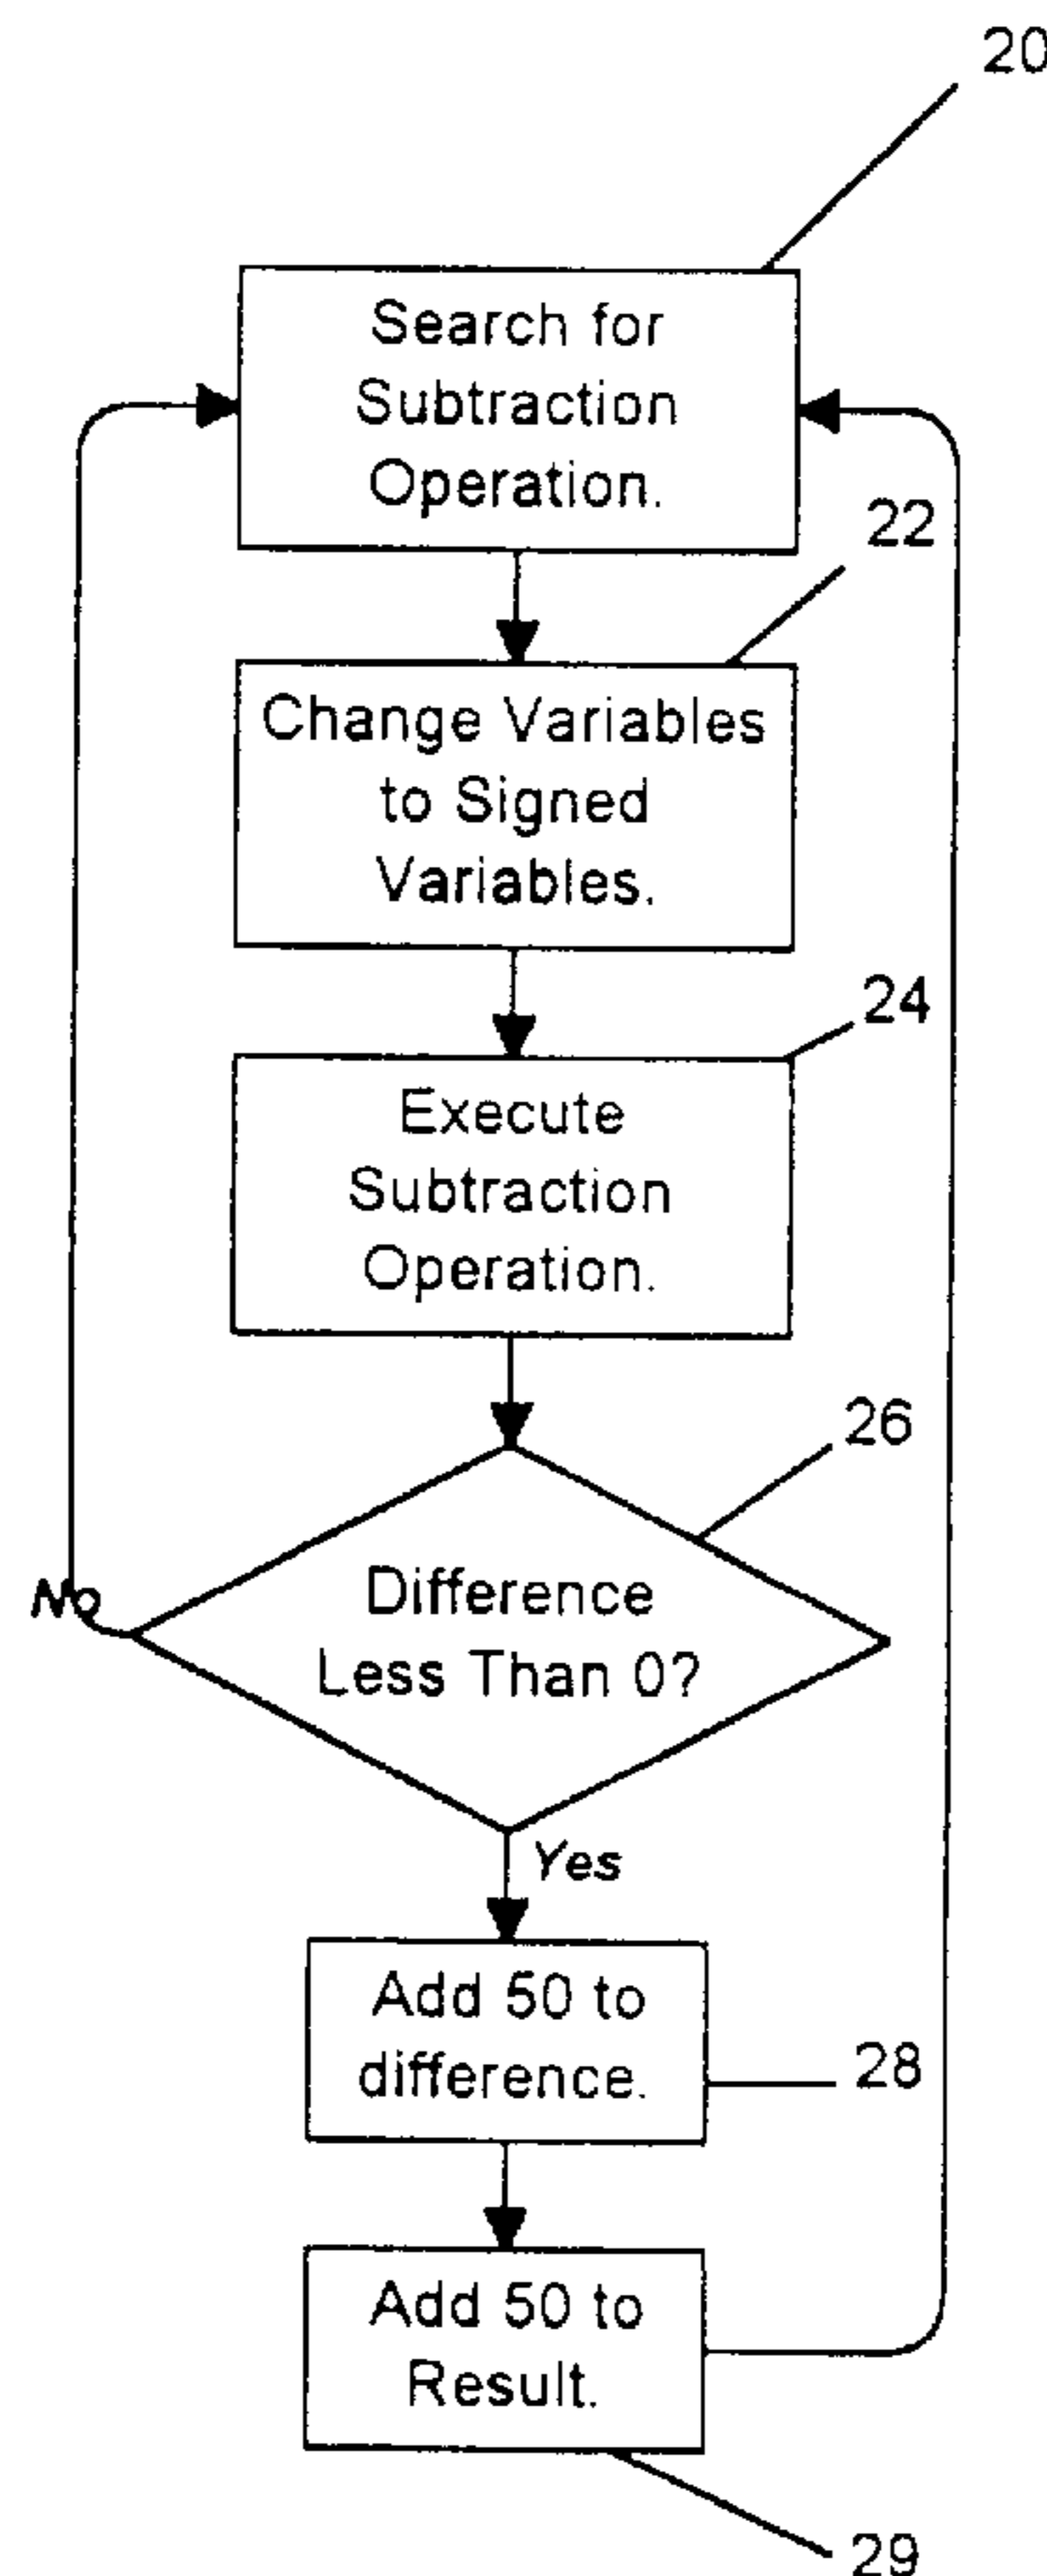 20
Search for
Subtraction
Operation.
22
Change Variables
to Signed
Variables.
24
Execute
Subtraction
Operation.
26
Difference
Less Than 0?
No
Yes
Add 50 to
difference.
28
Add 50 to
Result.
29